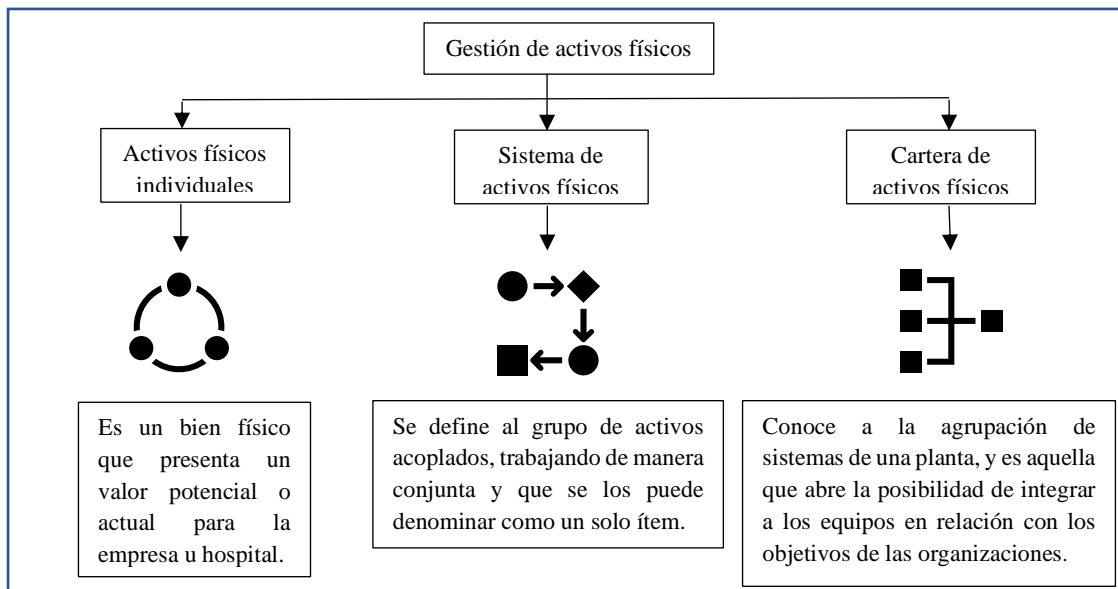 Gestión de activos físicos
Activos físicos
individuales
Sistema de
activos físicos
Cartera de
activos físicos
Es un bien físico
que presenta un
valor potencial o
actual para la
empresa u hospital.
Se define al grupo de activos
acoplados, trabajando de manera
conjunta y que se los puede
denominar como un solo ítem.
Conoce a la agrupación de
sistemas de una planta, y es aquella
que abre la posibilidad de integrar
a los equipos en relación con los
objetivos de las organizaciones.